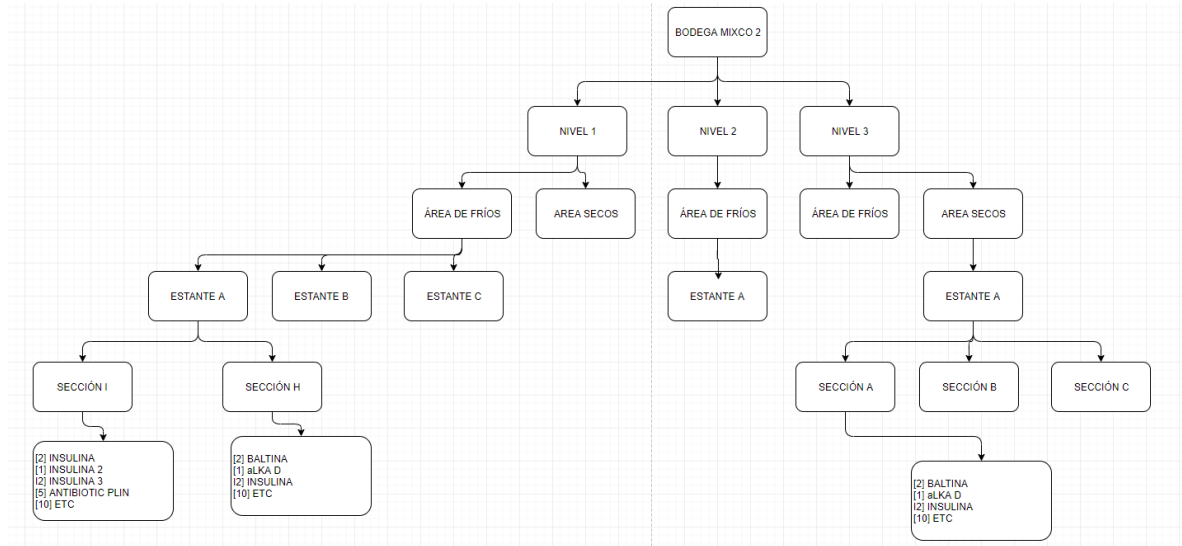 BODEGA MIXCO 2
NIVEL 1
NIVEL 2
NIVEL 3
ÁREA DE FRÍOS
AREA SECOS
ÁREA DE FRÍOS
ÁREA DE FRÍOS
AREA SECOS
ESTANTE A
ESTANTE B
ESTANTE C
ESTANTE A
ESTANTE A
SECCIÓN I
SECCIÓN H
SECCIÓN A
SECCIÓN B
SECCIÓN C
[2] INSULINA
[1] INSULINA 2
I2] INSULINA 3
[5] ANTIBIOTIC PLIN
[10] ETC
[2] BALTINA
[1] aLKA D
I2] INSULINA
[10] ETC
[2] BALTINA
[1] aLKA D
I2] INSULINA
[10] ETC